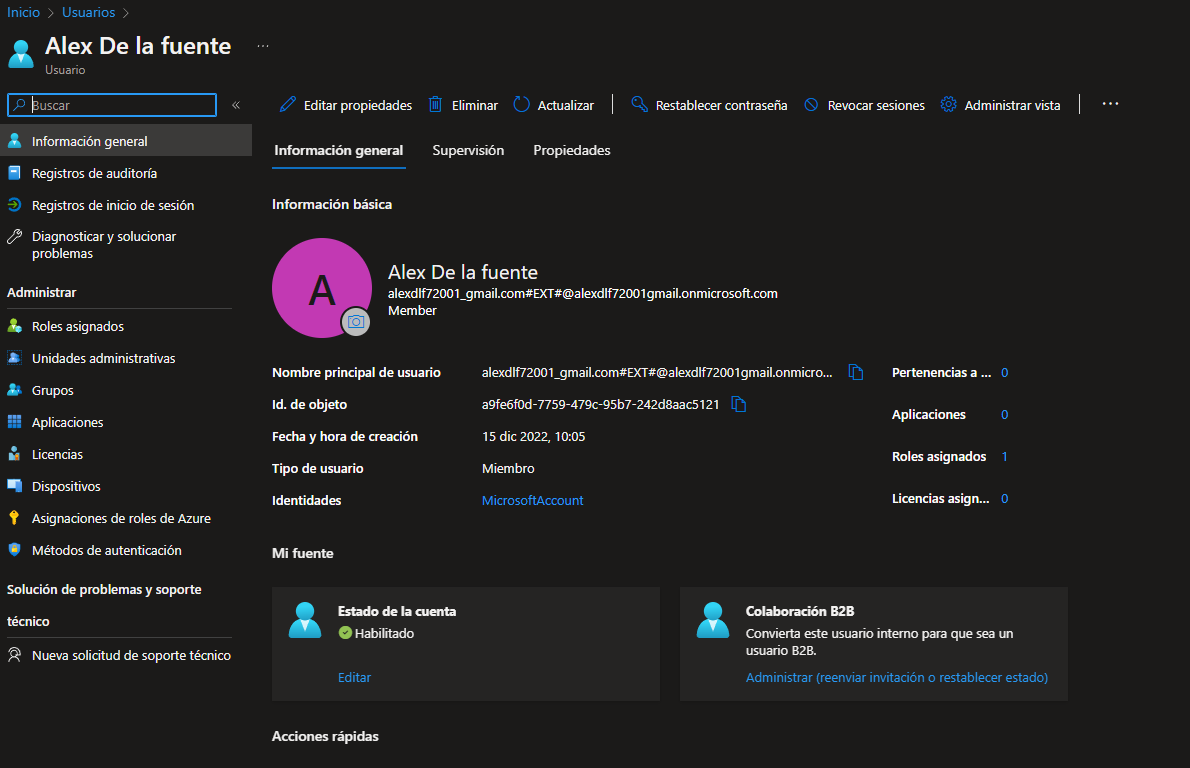 Inicio > Usuarios >
Alex De la fuente ...
Usuario
Buscar «
Información general
Registros de auditoría
Registros de inicio de sesión
Diagnosticar y solucionar
problemas
Administrar
Roles asignados
Unidades administrativas
Grupos
Aplicaciones
Licencias
Dispositivos
Asignaciones de roles de Azure
Métodos de autenticación
Solución de problemas y soporte
técnico
Nueva solicitud de soporte técnico
Editar propiedades Eliminar Actualizar Restablecer contraseña Revocar sesiones Administrar vista ...
Información general Supervisión Propiedades
Información básica
A
Alex De la fuente
alexdlf72001_gmail.com#EXT#@alexdlf72001gmail.onmicrosoft.com
Member
Nombre principal de usuario alexdlf72001_gmail.com#EXT#@alexdlf72001gmail.onmicro... Pertenencias a ... 0
Id. de objeto a9fe6f0d-7759-479c-95b7-242d8aac5121
Aplicaciones 0
Fecha y hora de creación 15 dic 2022, 10:05
Roles asignados 1
Tipo de usuario Miembro
Identidades MicrosoftAccount
Licencias asign... 0
Mi fuente
Estado de la cuenta
Habilitado
Editar
Colaboración B2B
Convierta este usuario interno para que sea un
usuario B2B.
Administrar (reenviar invitación o restablecer estado)
Acciones rápidas